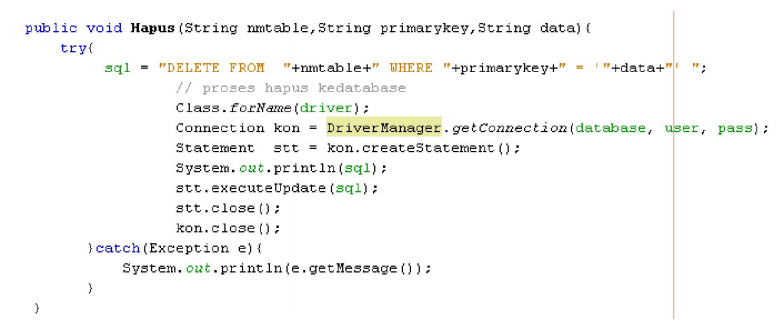 public void Hapus(String nmtable,String primarykey,String data){
try{
sql = "DELETE FROM  "+nmtable+" WHERE "+primarykey+" = '"+data+"' ";
// proses hapus kedatabase
Class.forName(driver);
Connection kon = DriverManager.getConnection(database, user, pass);
Statement  stt = kon.createStatement();
System.out.println(sql);
stt.executeUpdate(sql);
stt.close();
kon.close();
}catch(Exception e){
System.out.println(e.getMessage());
}
}